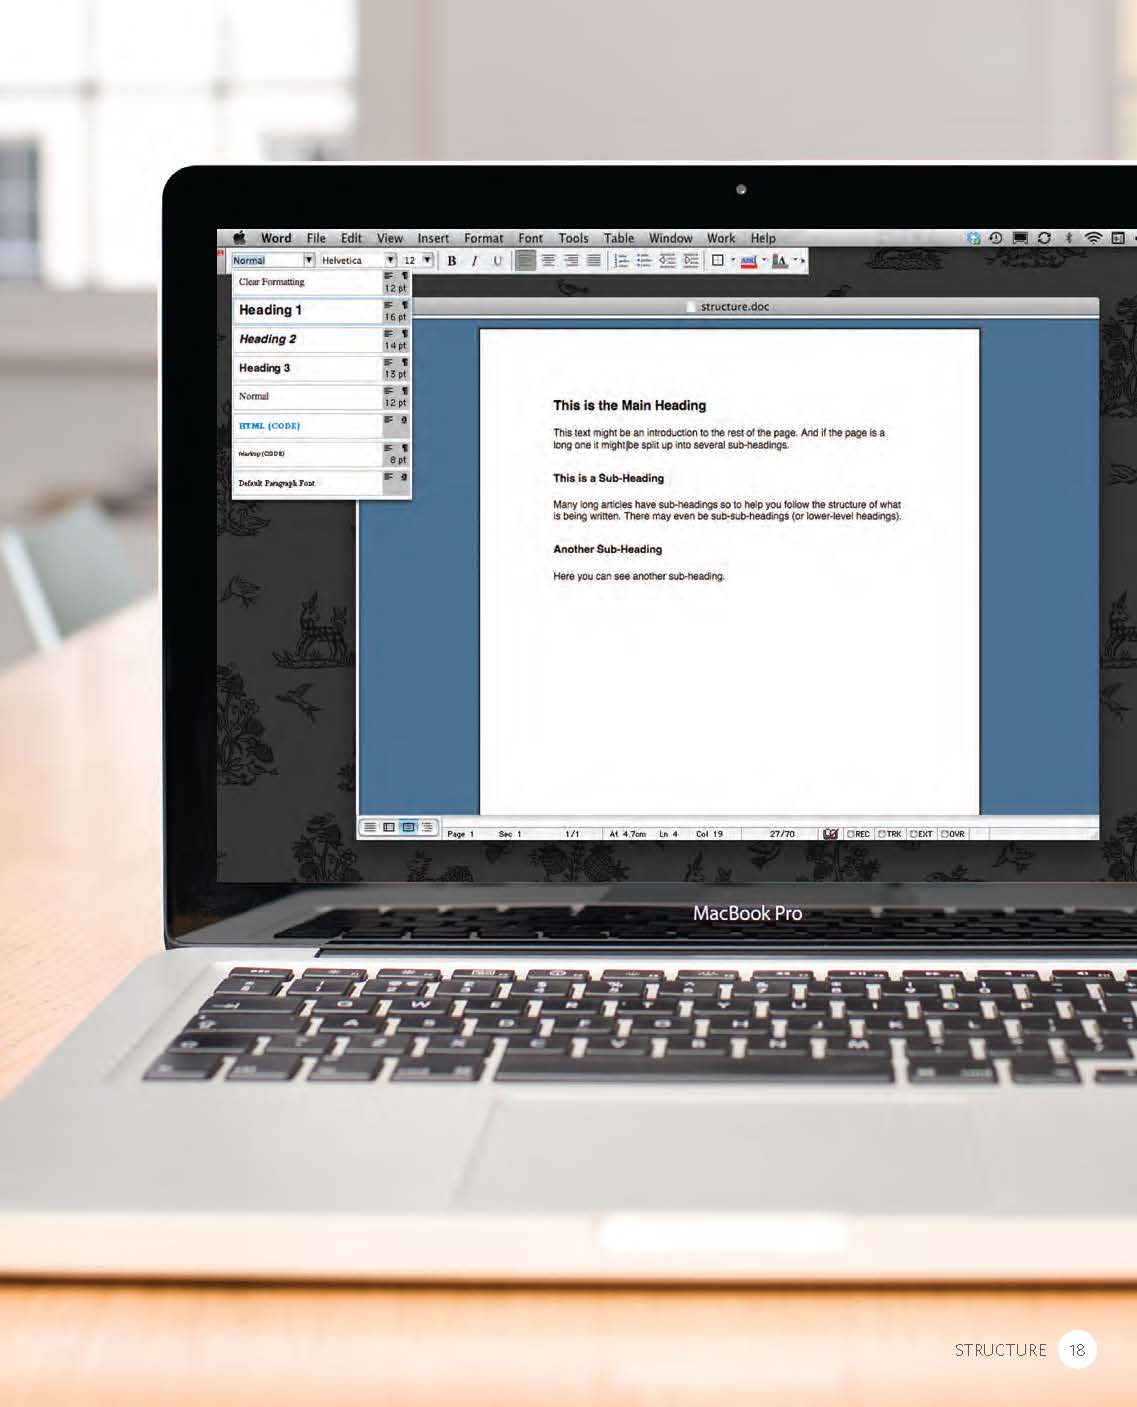 Word File Edit View Insert Format Font Tools Table Window Work Help
Normal Helvetica 12 B I U
Clear Formatting 12 pt
Heading 1 16 pt
Heading 2 14 pt
Heading 3 13 pt
Normal 12 pt
HTML (CODE) a
Markup (CODE) 8 pt
Default Paragraph Font a
structure.doc
This is the Main Heading
This text might be an introduction to the rest of the page. And if the page is a
long one it might be split up into several sub-headings.
This is a Sub-Heading
Many long articles have sub-headings so to help you follow the structure of what
is being written. There may even be sub-sub-headings (or lower-level headings).
Another Sub-Heading
Here you can see another sub-heading.
Page 1 Sec 1 1/1 At 4.7cm Ln 4 Col 19 27/70 REC TRK EXT OVR
MacBook Pro
STRUCTURE 18